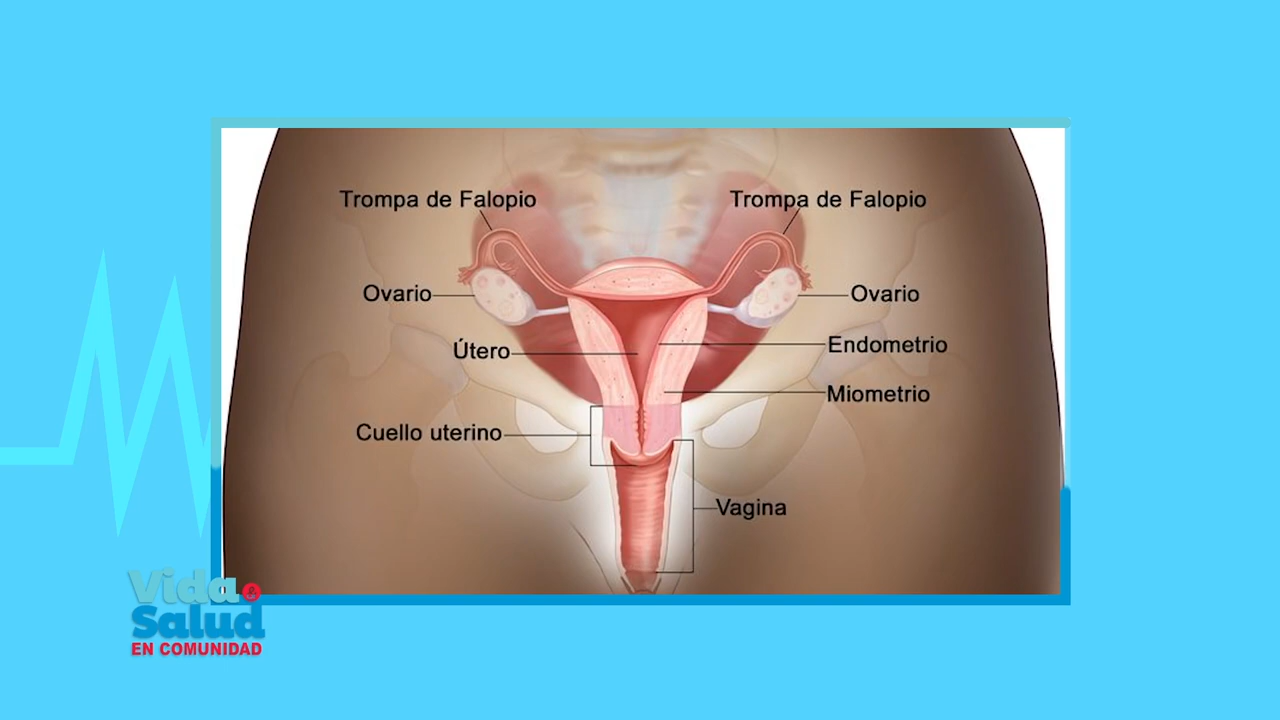 Trompa de Falopio
Trompa de Falopio
Ovario
Ovario
Útero
Endometrio
Miometrio
Cuello uterino
Vagina
Vida &
Salud
EN COMUNIDAD